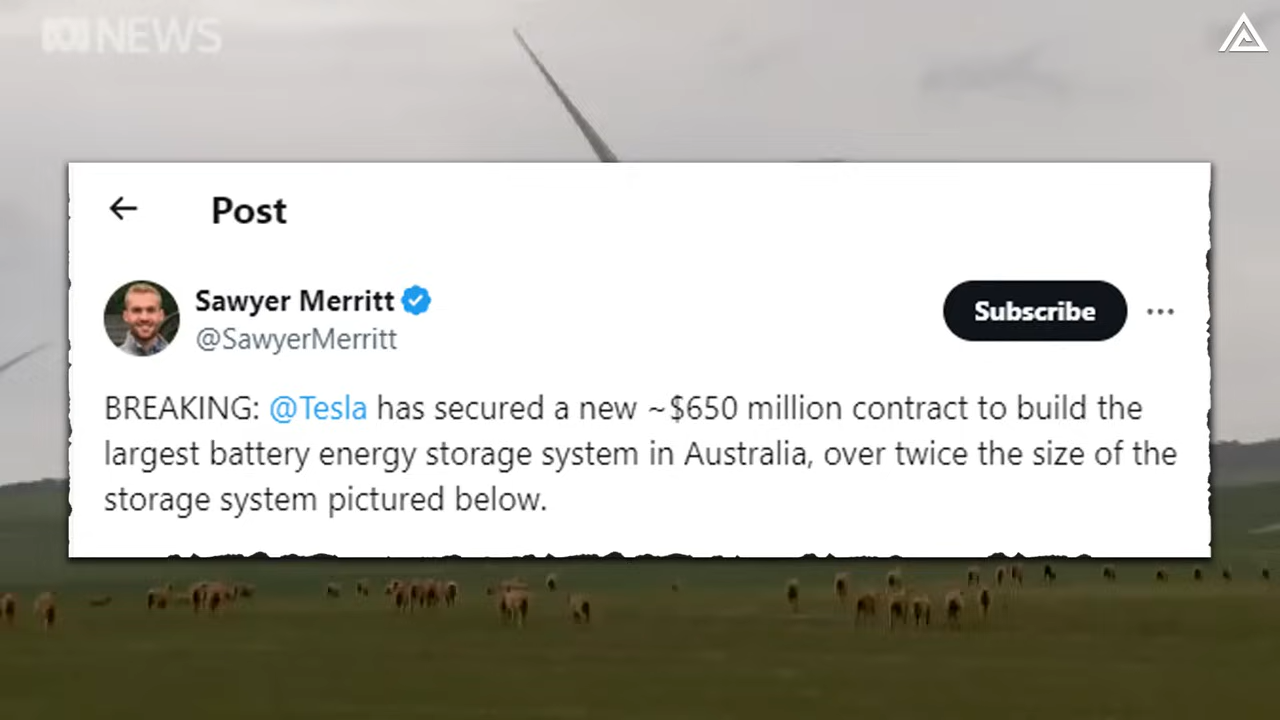 NEWS
Post
Sawyer Merritt
@SawyerMerritt
Subscribe
BREAKING: @Tesla has secured a new ~$650 million contract to build the
largest battery energy storage system in Australia, over twice the size of the
storage system pictured below.